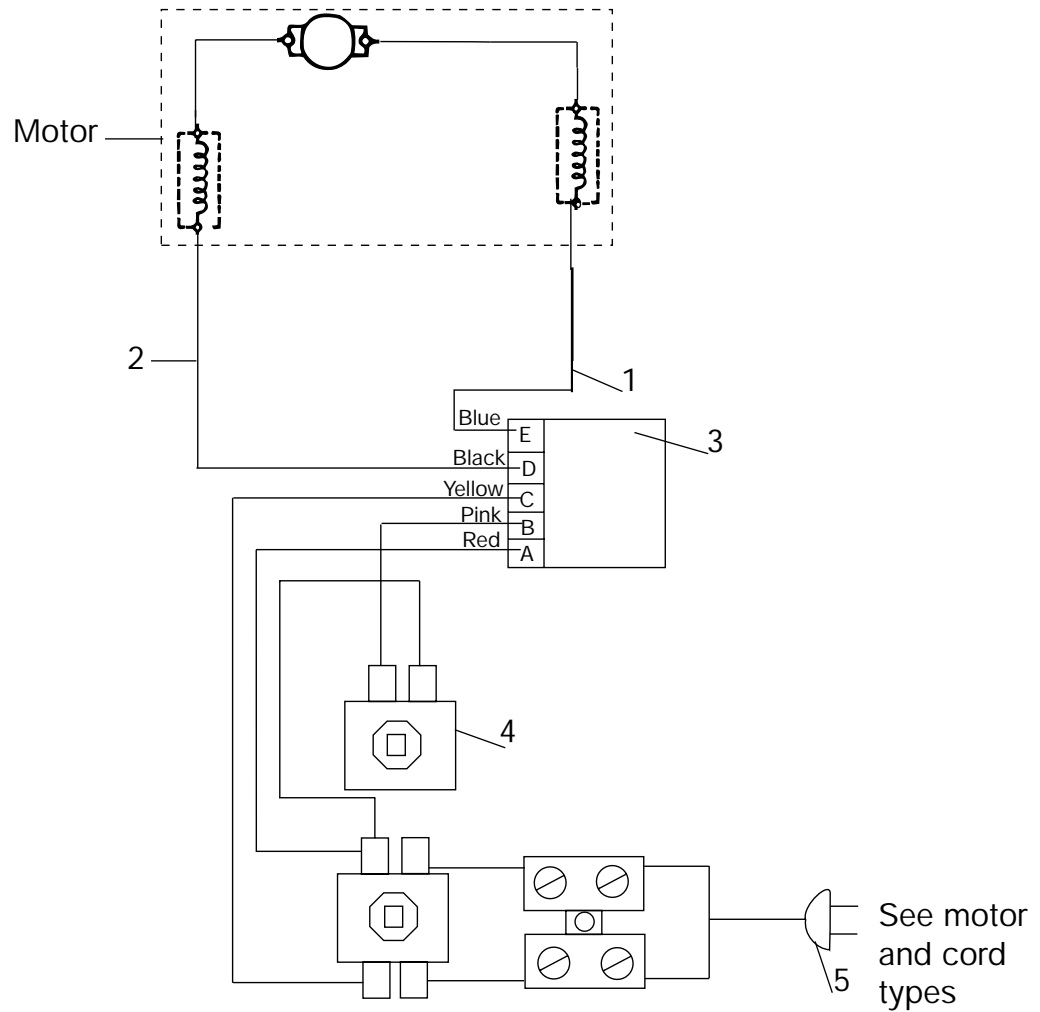 Motor
2
1
Blue
E
3
Black
D
Yellow
C
Pink
B
Red
A
4
5
See motor
and cord
types